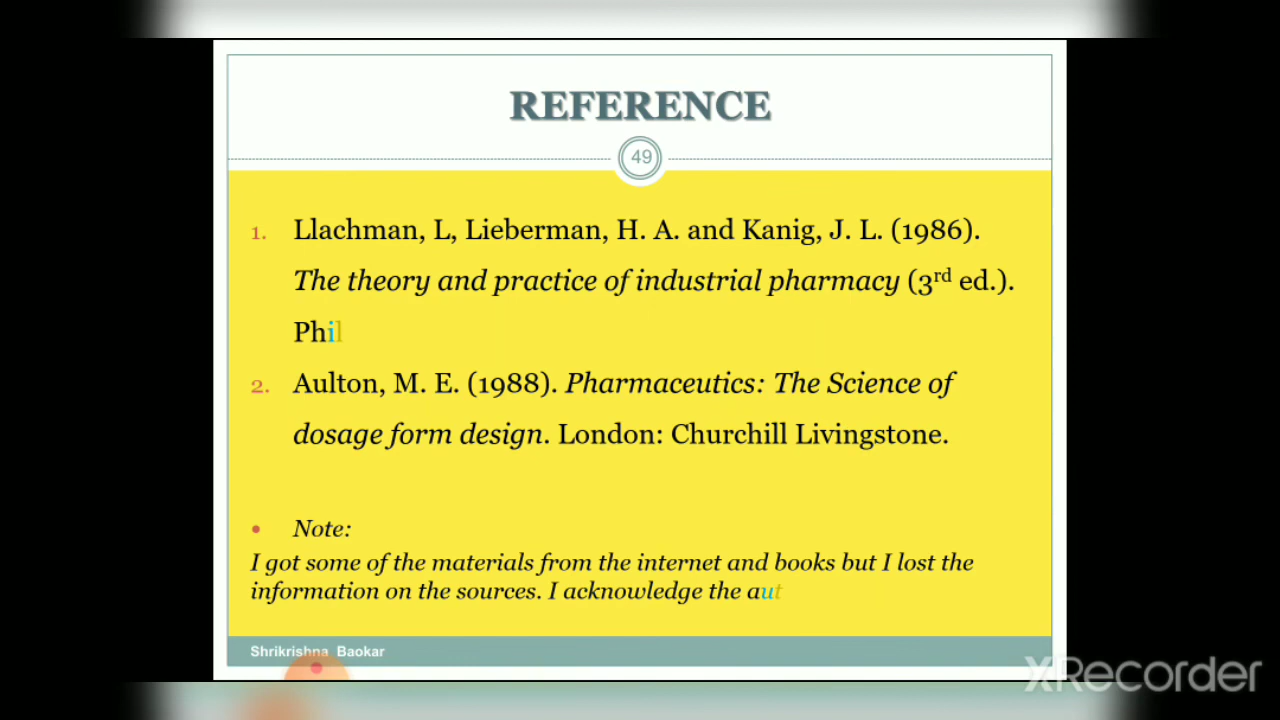 REFERENCE
49
1. Llachman, L, Lieberman, H. A. and Kanig, J. L. (1986).
The theory and practice of industrial pharmacy (3rd ed.).
Phil
2. Aulton, M. E. (1988). Pharmaceutics: The Science of
dosage form design. London: Churchill Livingstone.
• Note:
I got some of the materials from the internet and books but I lost the
information on the sources. I acknowledge the aut
Shrikrishna Baokar
XRecorder